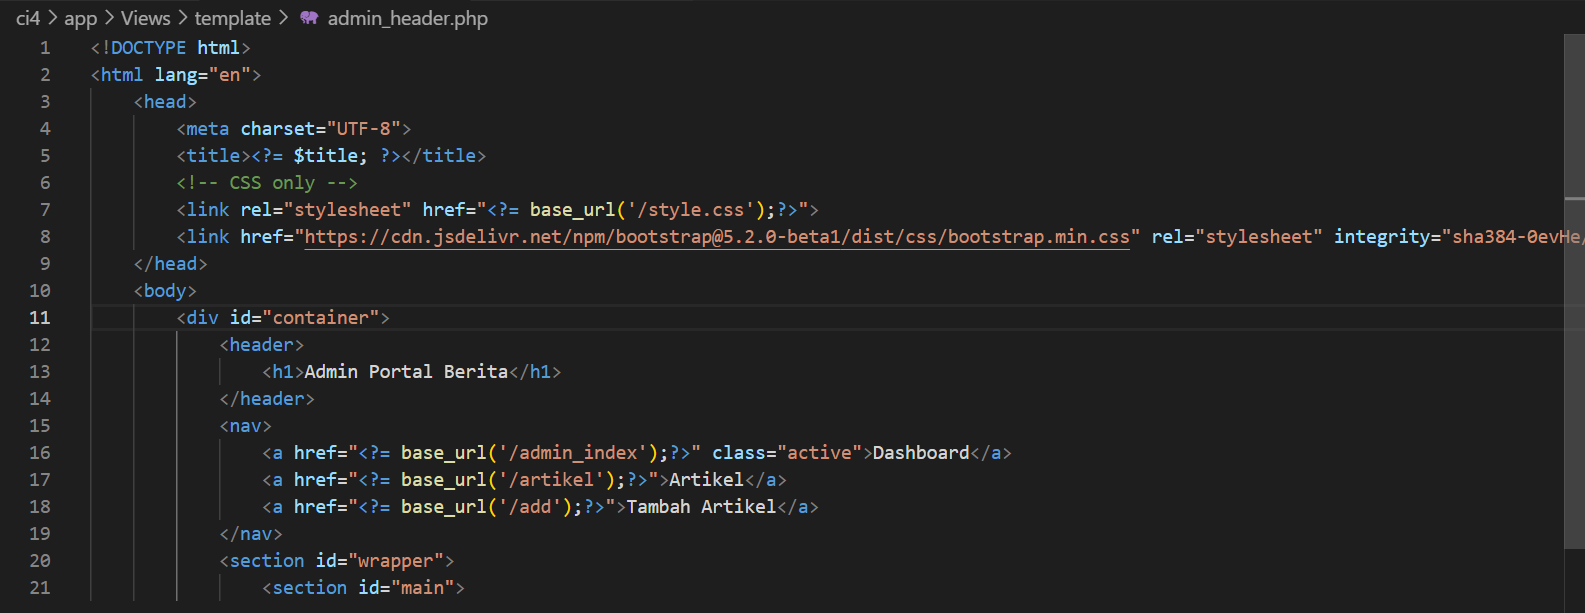 ci4 > app > Views > template > admin_header.php
1 <!DOCTYPE html>
2 <html lang="en">
3 <head>
4 <meta charset="UTF-8">
5 <title><?= $title; ?></title>
6 <!-- CSS only -->
7 <link rel="stylesheet" href="<?= base_url('/style.css');?>">
8 <link href="https://cdn.jsdelivr.net/npm/bootstrap@5.2.0-beta1/dist/css/bootstrap.min.css" rel="stylesheet" integrity="sha384-0evHe/
9 </head>
10 <body>
11 <div id="container">
12 <header>
13 <h1>Admin Portal Berita</h1>
14 </header>
15 <nav>
16 <a href="<?= base_url('/admin_index');?>" class="active">Dashboard</a>
17 <a href="<?= base_url('/artikel');?>">Artikel</a>
18 <a href="<?= base_url('/add');?>">Tambah Artikel</a>
19 </nav>
20 <section id="wrapper">
21 <section id="main">